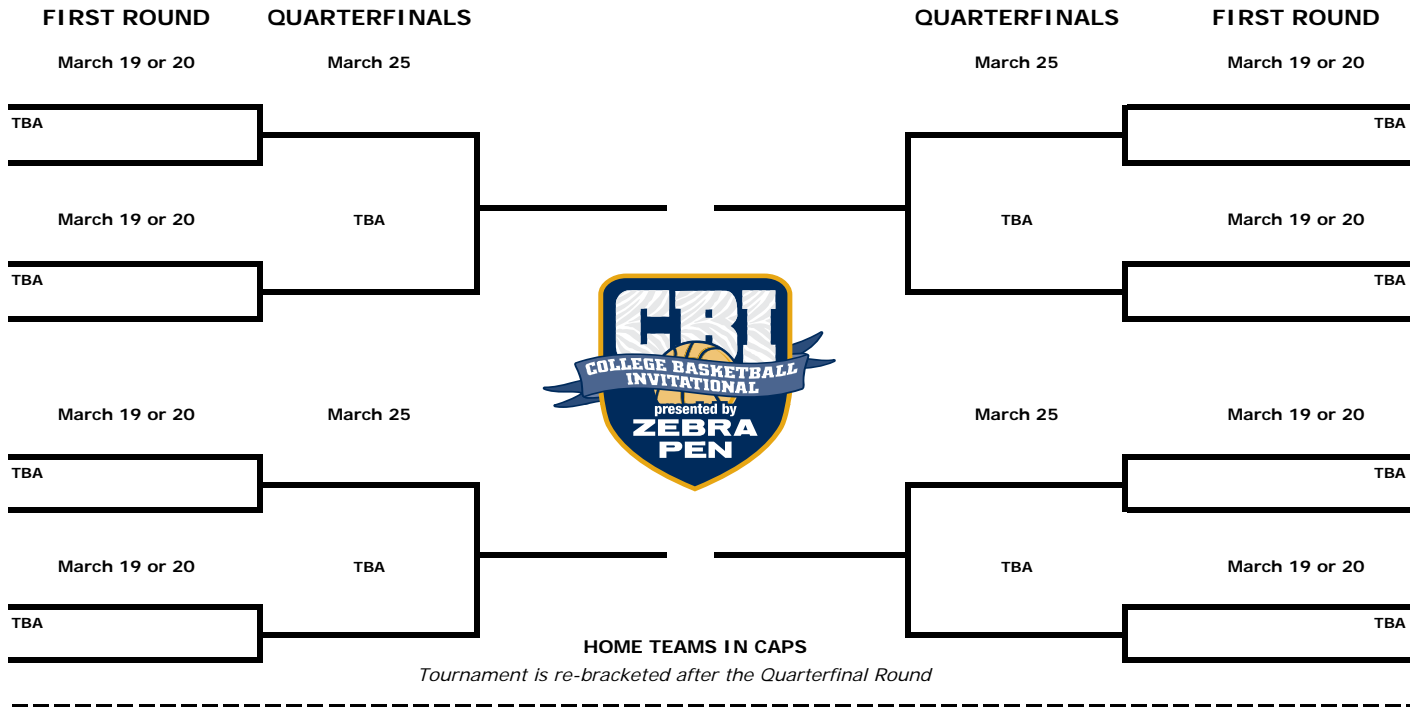 FIRST ROUND QUARTERFINALS QUARTERFINALS FIRST ROUND
March 19 or 20 March 25 March 25 March 19 or 20
TBA TBA
March 19 or 20 TBA TBA March 19 or 20
TBA TBA
CBI
COLLEGE BASKETBALL
INVITATIONAL
presented by
ZEBRA
PEN
March 19 or 20 March 25 March 25 March 19 or 20
TBA TBA
March 19 or 20 TBA TBA March 19 or 20
TBA TBA
HOME TEAMS IN CAPS
Tournament is re-bracketed after the Quarterfinal Round